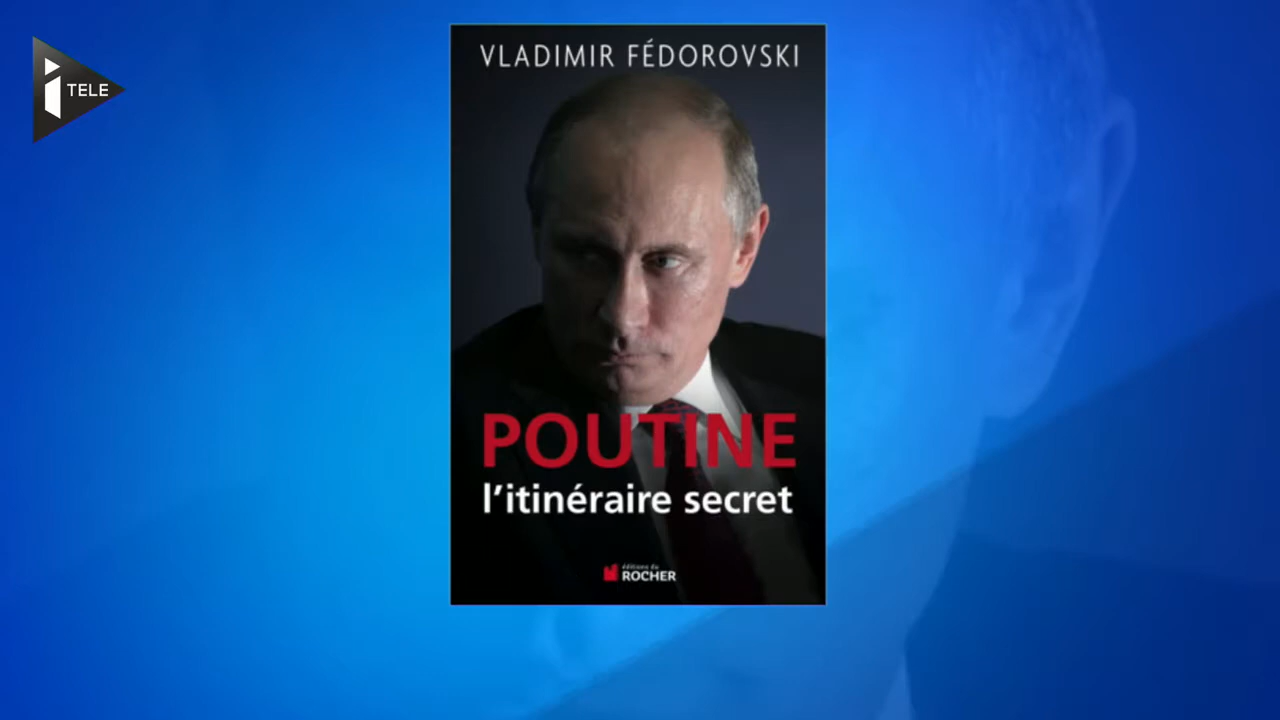 i
TELE
VLADIMIR FÉDOROVSKI
POUTINE
l'itinéraire secret
éditions du
ROCHER